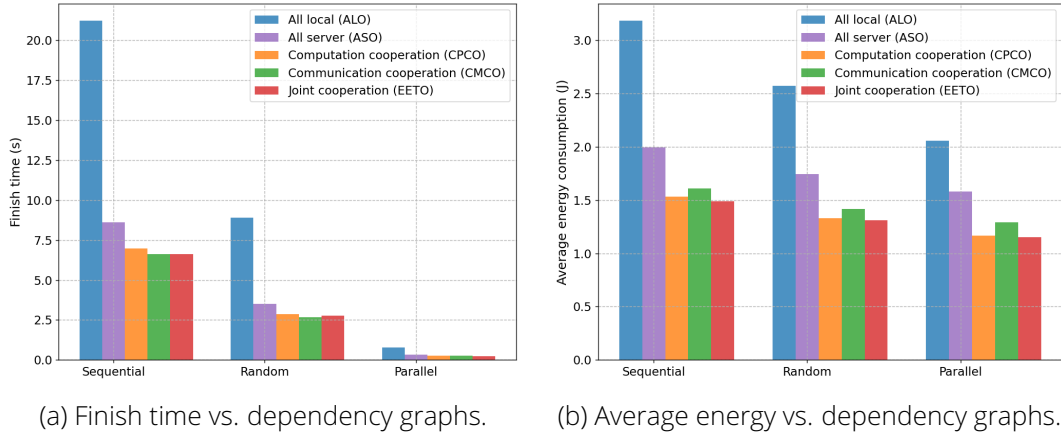 Finish time (s)
20.0
17.5
15.0
12.5
10.0
7.5
5.0
2.5
0.0
All local (ALO)
All server (ASO)
Computation cooperation (CPCO)
Communication cooperation (CMCO)
Joint cooperation (EETO)
Sequential
Random
Parallel
(a) Finish time vs. dependency graphs.
Average energy consumption (J)
3.0
2.5
2.0
1.5
1.0
0.5
0.0
All local (ALO)
All server (ASO)
Computation cooperation (CPCO)
Communication cooperation (CMCO)
Joint cooperation (EETO)
Sequential
Random
Parallel
(b) Average energy vs. dependency graphs.